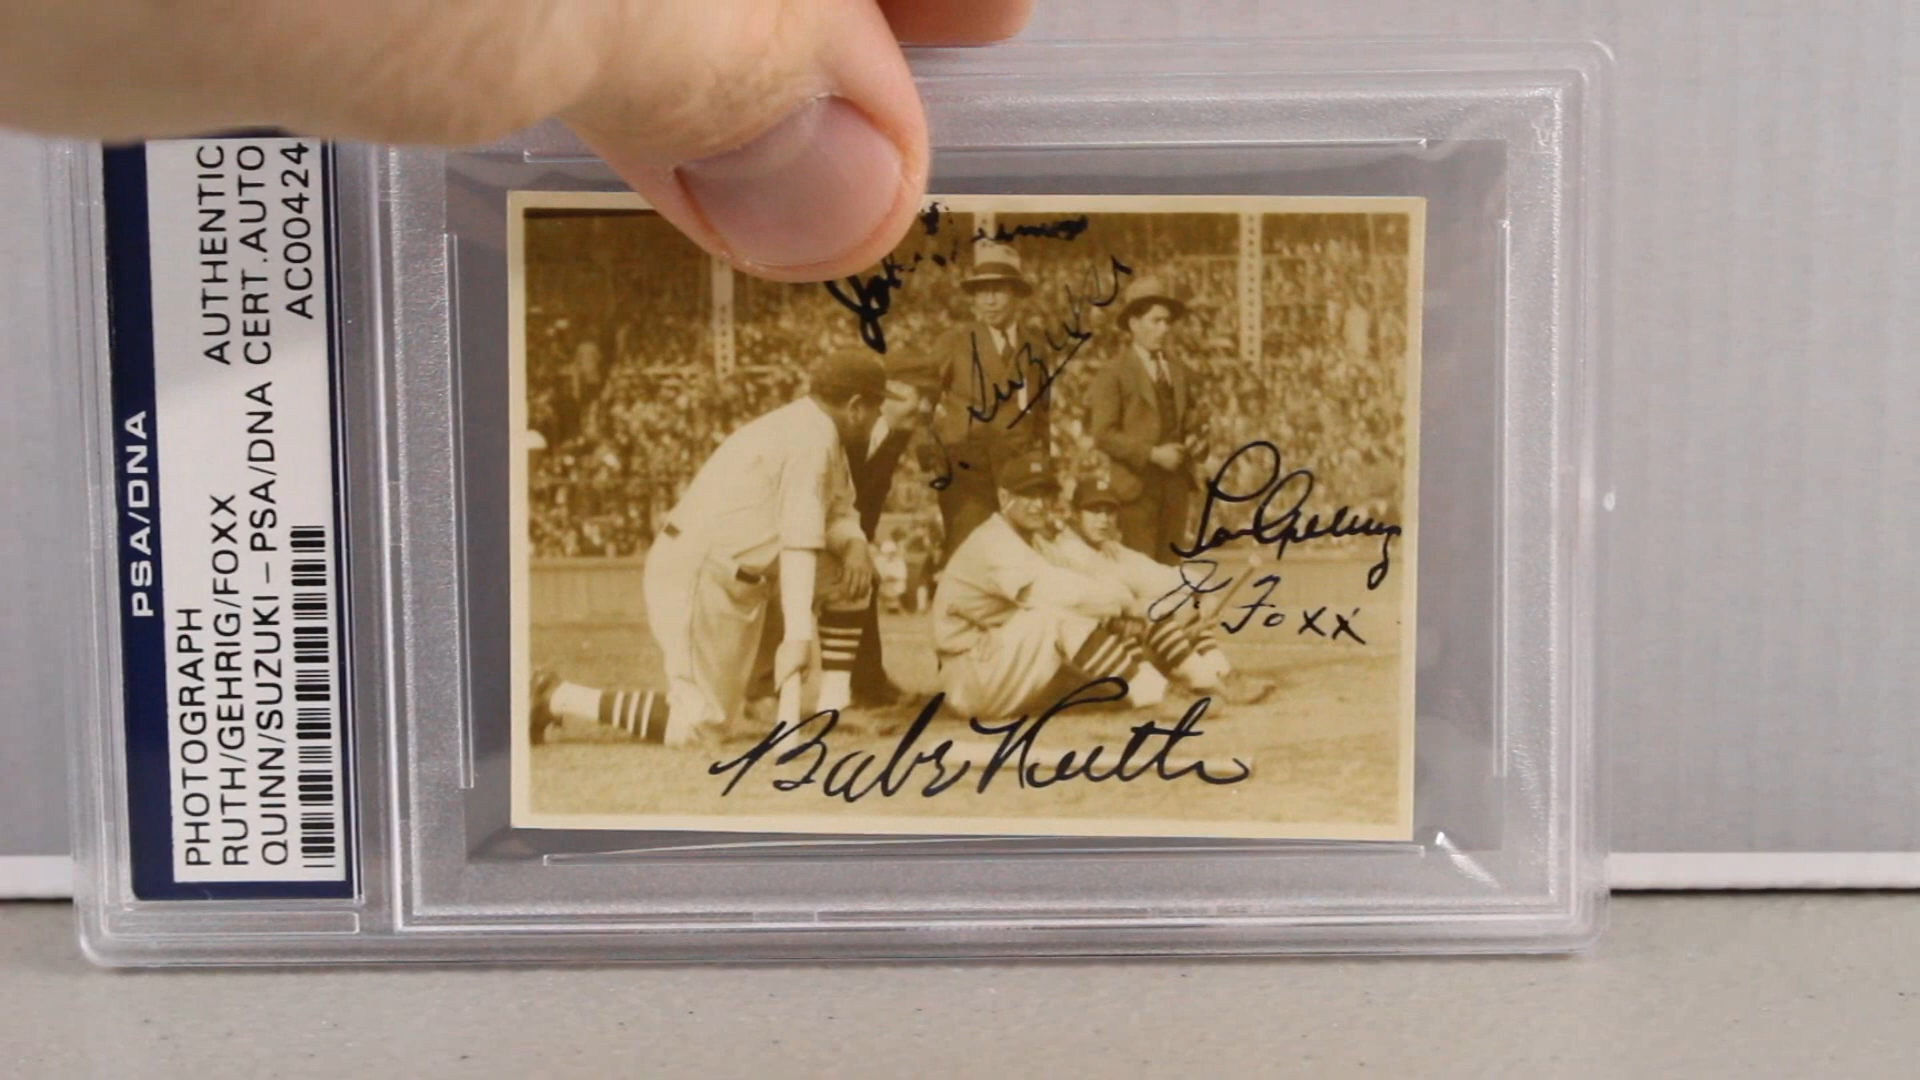 PSA/DNA
PHOTOGRAPH AUTHENTIC
RUTH/GEHRIG/FOXX
QUINN/SUZUKI-PSA/DNA CERT.AUTO
AC00424
S. Suzuki
Lou Gehrig
J. Foxx
Babe Ruth